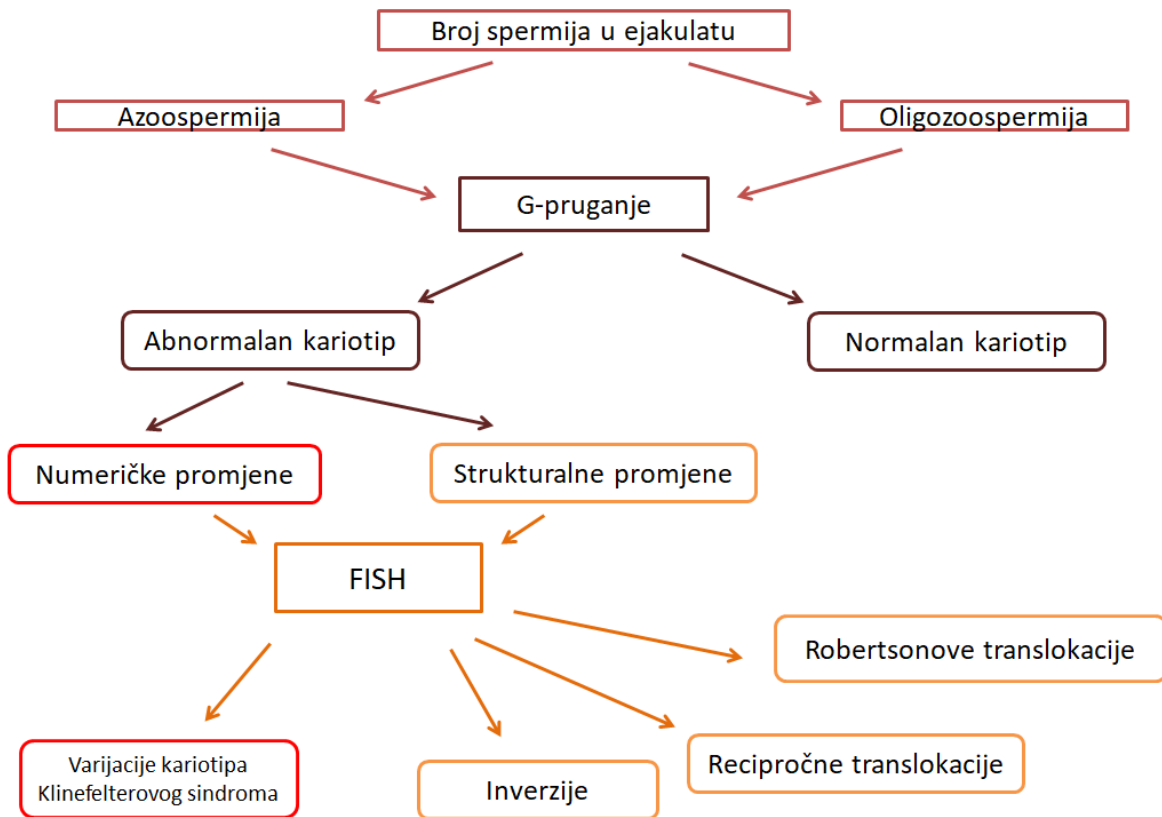 Broj spermija u ejakulatu
Azoospermija
Oligozoospermija
G-pruganje
Abnormalan kariotip
Normalan kariotip
Numeričke promjene
Strukturalne promjene
FISH
Robertsonove translokacije
Varijacije kariotipa
Klinefelterovog sindroma
Inverzije
Recipročne translokacije